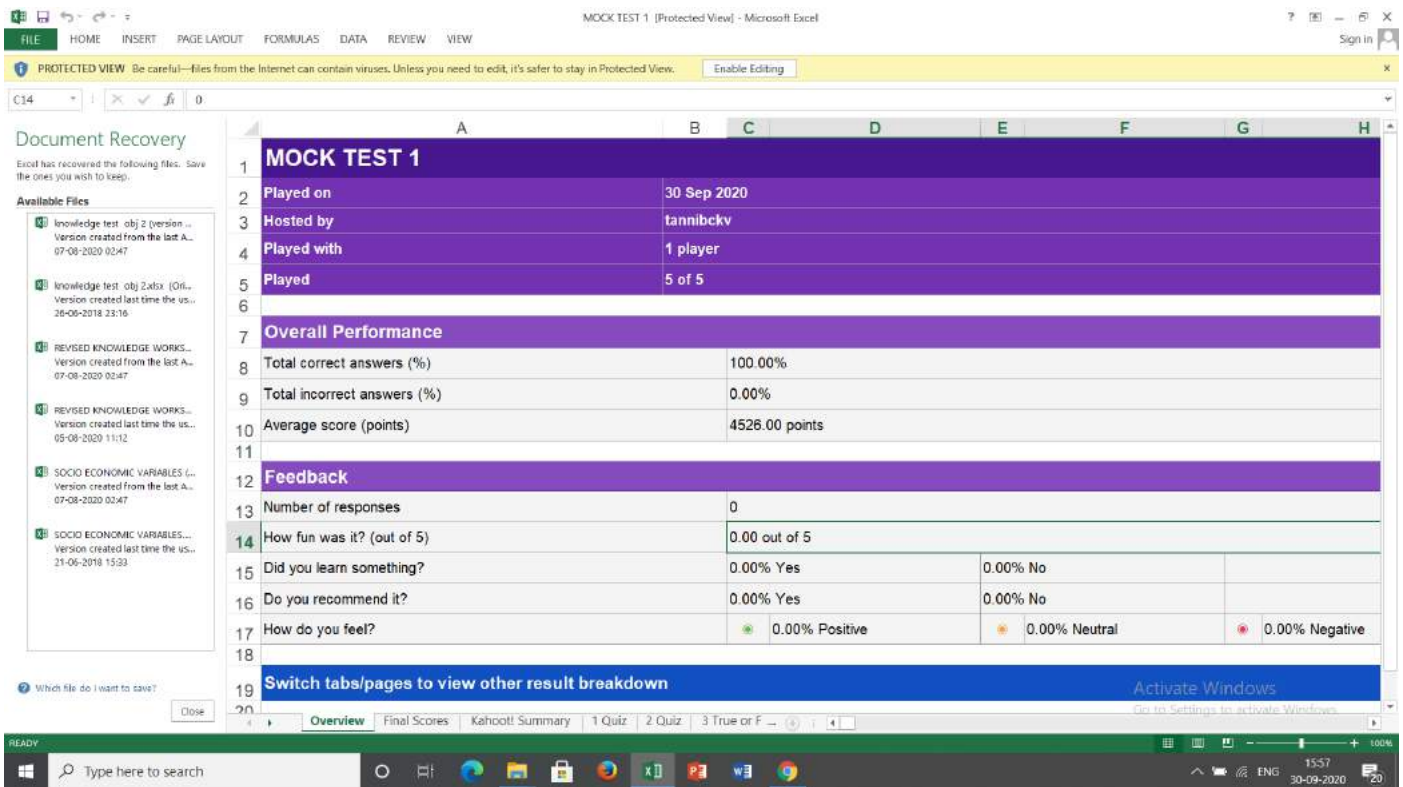 MOCK TEST 1 [Protected View] - Microsoft Excel
FILE HOME INSERT PAGE LAYOUT FORMULAS DATA REVIEW VIEW
Sign in
PROTECTED VIEW Be careful—files from the Internet can contain viruses. Unless you need to edit, it's safer to stay in Protected View. Enable Editing
C14 fx 0
Document Recovery
Excel has recovered the following files. Save
the ones you wish to keep.
Available Files
knowledge test obj 2 (version ...
Version created from the last A...
07-08-2020 02:47
knowledge test obj 2.xlsx (Ori...
Version created last time the us...
26-06-2018 23:16
REVISED KNOWLEDGE WORKS...
Version created from the last A...
07-08-2020 02:47
REVISED KNOWLEDGE WORKS...
Version created last time the us...
05-08-2020 11:12
SOCIO ECONOMIC VARIABLES (...
Version created from the last A...
07-08-2020 02:47
SOCIO ECONOMIC VARIABLES....
Version created last time the us...
21-06-2018 15:33
Which file do I want to save?
Close
A B C D E F G H
1 MOCK TEST 1
2 Played on 30 Sep 2020
3 Hosted by tannibckv
4 Played with 1 player
5 Played 5 of 5
6
7 Overall Performance
8 Total correct answers (%) 100.00%
9 Total incorrect answers (%) 0.00%
10 Average score (points) 4526.00 points
11
12 Feedback
13 Number of responses 0
14 How fun was it? (out of 5) 0.00 out of 5
15 Did you learn something? 0.00% Yes 0.00% No
16 Do you recommend it? 0.00% Yes 0.00% No
17 How do you feel? 0.00% Positive 0.00% Neutral 0.00% Negative
18
19 Switch tabs/pages to view other result breakdown
20
Activate Windows
Go to Settings to activate Windows.
Overview Final Scores Kahoot! Summary 1 Quiz 2 Quiz 3 True or F ...
READY 100%
Type here to search
ENG 15:57
30-09-2020
20